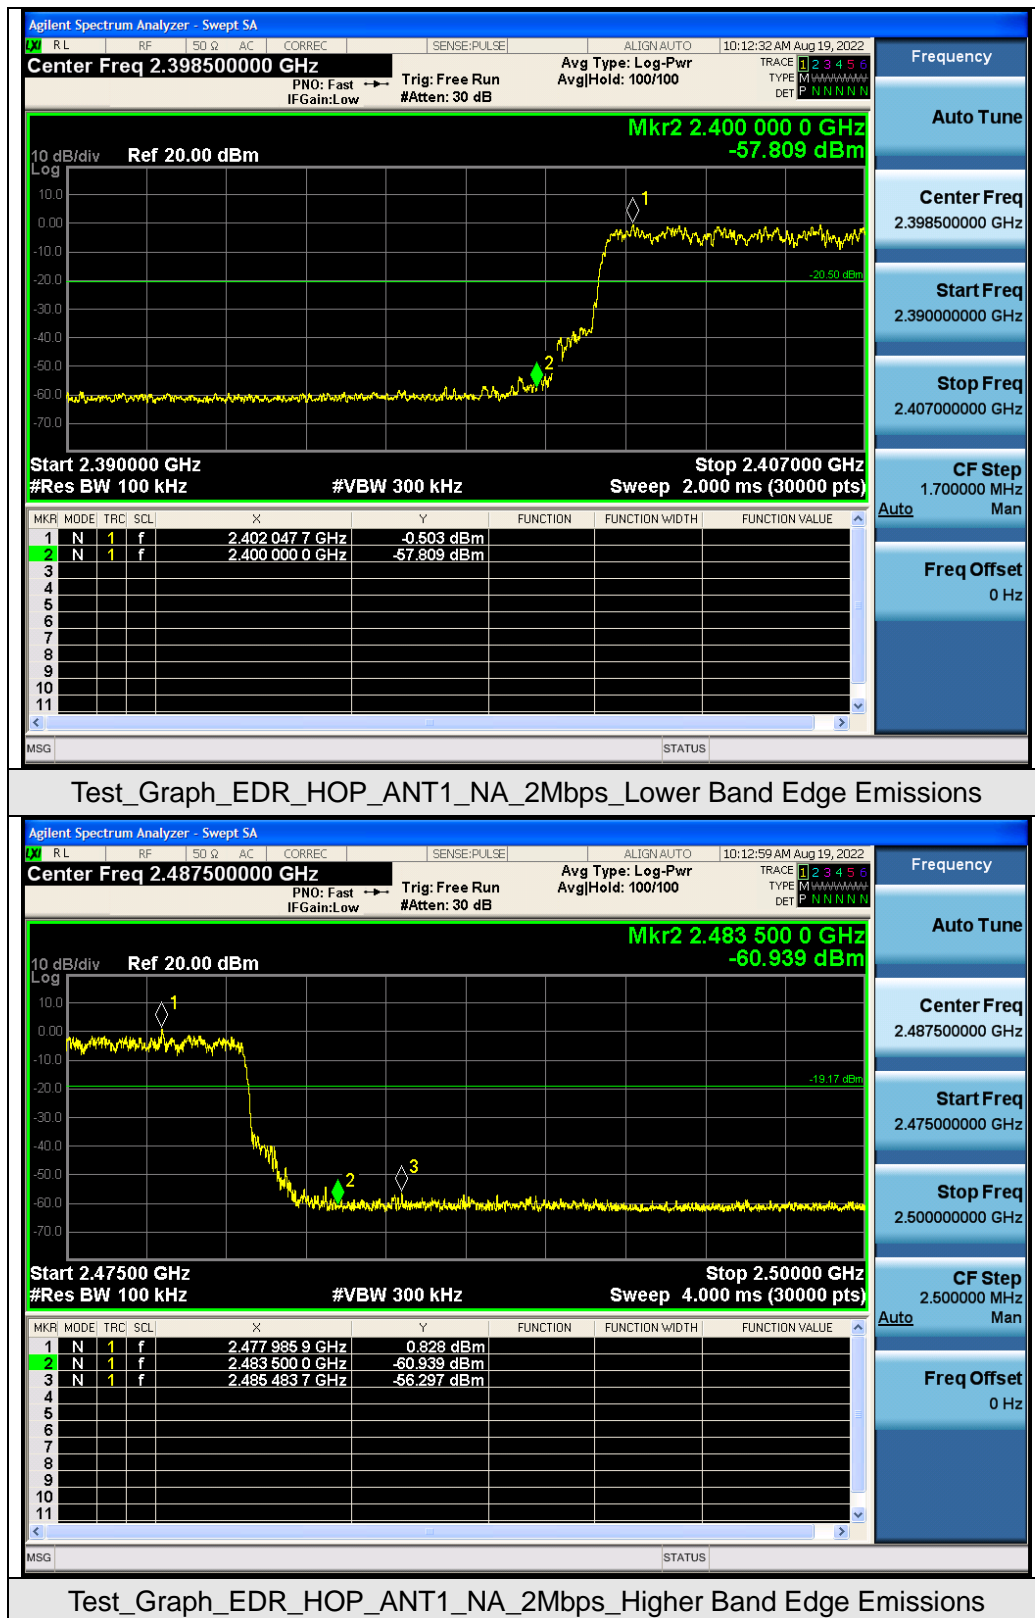 Agilent Spectrum Analyzer - Swept SA
LXI RL RF 50 Ω AC CORREC SENSE:PULSE ALIGN AUTO 10:12:32 AM Aug 19, 2022
Center Freq 2.398500000 GHz
PNO: Fast
IFGain:Low
Trig: Free Run
#Atten: 30 dB
Avg Type: Log-Pwr
Avg|Hold: 100/100
TRACE 1 2 3 4 5 6
TYPE M WWWWW
DET P N N N N N
Mkr2 2.400 000 0 GHz
-57.809 dBm
10 dB/div Ref 20.00 dBm
Log
10.0
0.00
-10.0
-20.0
-30.0
-40.0
-50.0
-60.0
-70.0
1
-20.50 dBm
2
Start 2.390000 GHz Stop 2.407000 GHz
#Res BW 100 kHz #VBW 300 kHz Sweep 2.000 ms (30000 pts)
MKR MODE TRC SCL X Y FUNCTION FUNCTION WIDTH FUNCTION VALUE
1 N 1 f 2.402 047 7 GHz -0.503 dBm
2 N 1 f 2.400 000 0 GHz -57.809 dBm
3
4
5
6
7
8
9
10
11
MSG STATUS
Frequency
Auto Tune
Center Freq
2.398500000 GHz
Start Freq
2.390000000 GHz
Stop Freq
2.407000000 GHz
CF Step
1.700000 MHz
Auto Man
Freq Offset
0 Hz
Test_Graph_EDR_HOP_ANT1_NA_2Mbps_Lower Band Edge Emissions
Agilent Spectrum Analyzer - Swept SA
LXI RL RF 50 Ω AC CORREC SENSE:PULSE ALIGN AUTO 10:12:59 AM Aug 19, 2022
Center Freq 2.487500000 GHz
PNO: Fast
IFGain:Low
Trig: Free Run
#Atten: 30 dB
Avg Type: Log-Pwr
Avg|Hold: 100/100
TRACE 1 2 3 4 5 6
TYPE M WWWWW
DET P N N N N N
Mkr2 2.483 500 0 GHz
-60.939 dBm
10 dB/div Ref 20.00 dBm
Log
10.0
0.00
-10.0
-20.0
-30.0
-40.0
-50.0
-60.0
-70.0
1
-19.17 dBm
2
3
Start 2.47500 GHz Stop 2.50000 GHz
#Res BW 100 kHz #VBW 300 kHz Sweep 4.000 ms (30000 pts)
MKR MODE TRC SCL X Y FUNCTION FUNCTION WIDTH FUNCTION VALUE
1 N 1 f 2.477 985 9 GHz 0.828 dBm
2 N 1 f 2.483 500 0 GHz -60.939 dBm
3 N 1 f 2.485 483 7 GHz -56.297 dBm
4
5
6
7
8
9
10
11
MSG STATUS
Frequency
Auto Tune
Center Freq
2.487500000 GHz
Start Freq
2.475000000 GHz
Stop Freq
2.500000000 GHz
CF Step
2.500000 MHz
Auto Man
Freq Offset
0 Hz
Test_Graph_EDR_HOP_ANT1_NA_2Mbps_Higher Band Edge Emissions